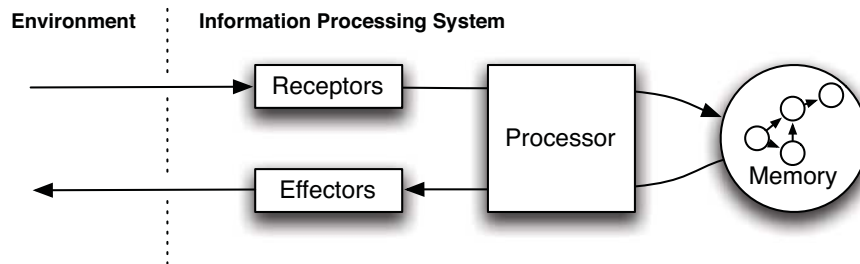 Environment
Information Processing System
Receptors
Processor
Effectors
Memory